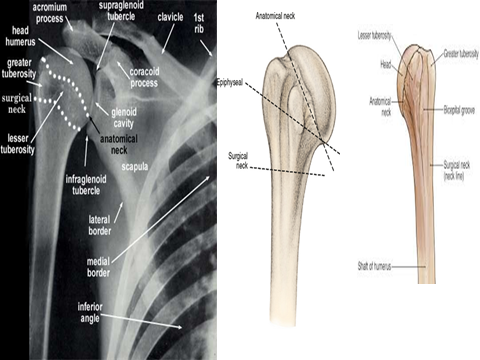 acromium
process
supraglenoid
tubercle
clavicle
1st
rib
head
humerus
greater
tuberosity
surgical
neck
lesser
tuberosity
coracoid
process
glenoid
cavity
anatomical
neck
scapula
infraglenoid
tubercle
lateral
border
medial
border
inferior
angle
Anatomical neck
Epiphyseal
Surgical
neck
Lesser tuberosity
Head
Anatomical
neck
Greater tuberosity
Bicipital groove
Surgical neck
(neck line)
Shaft of humerus